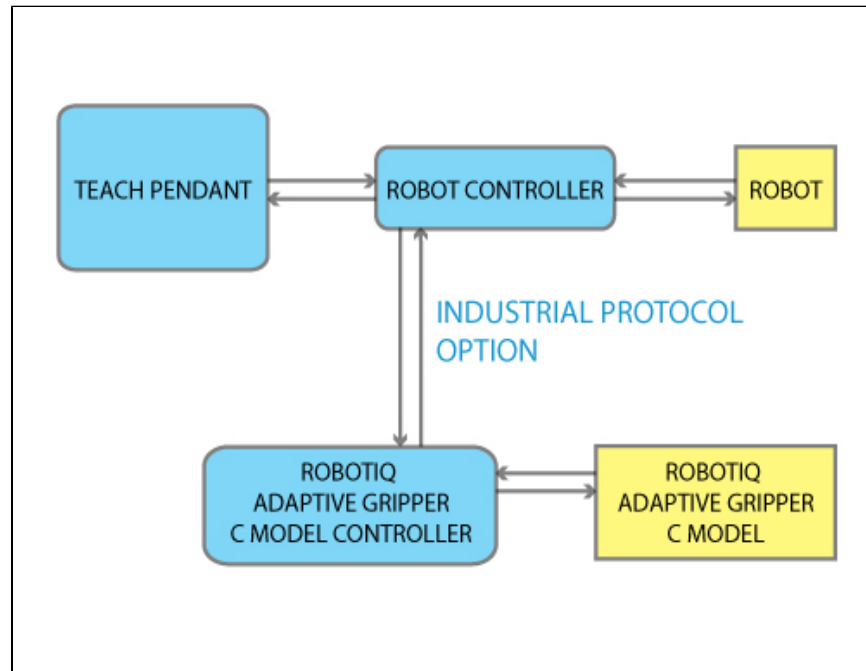 TEACH PENDANT
ROBOT CONTROLLER
ROBOT
INDUSTRIAL PROTOCOL
OPTION
ROBOTIQ
ADAPTIVE GRIPPER
C MODEL CONTROLLER
ROBOTIQ
ADAPTIVE GRIPPER
C MODEL